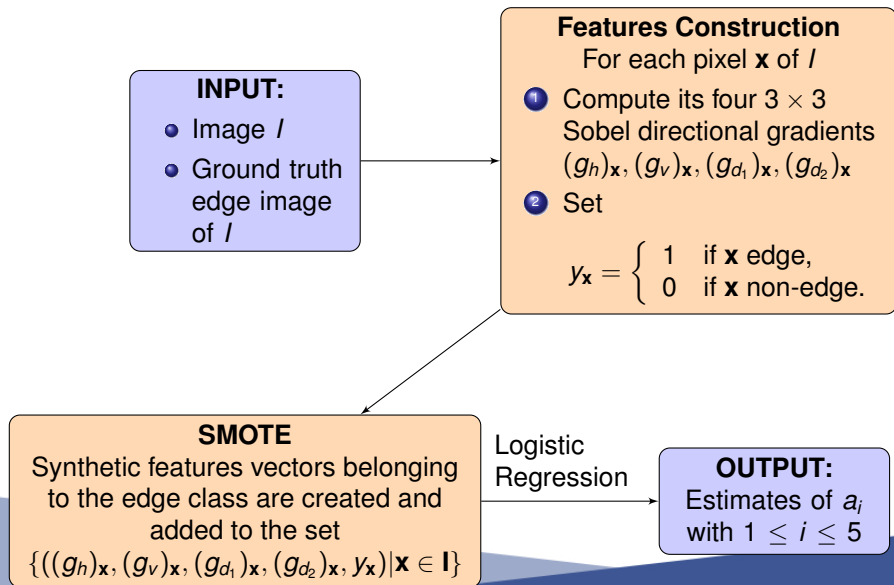 INPUT:
Image I
Ground truth
edge image
of I
Features Construction
For each pixel x of I
1 Compute its four 3 × 3
Sobel directional gradients
(g_h)_x, (g_v)_x, (g_{d_1})_x, (g_{d_2})_x
2 Set
y_x = { 1 if x edge,
0 if x non-edge.
SMOTE
Synthetic features vectors belonging
to the edge class are created and
added to the set
{((g_h)_x, (g_v)_x, (g_{d_1})_x, (g_{d_2})_x, y_x)|x ∈ I}
Logistic
Regression
OUTPUT:
Estimates of a_i
with 1 ≤ i ≤ 5